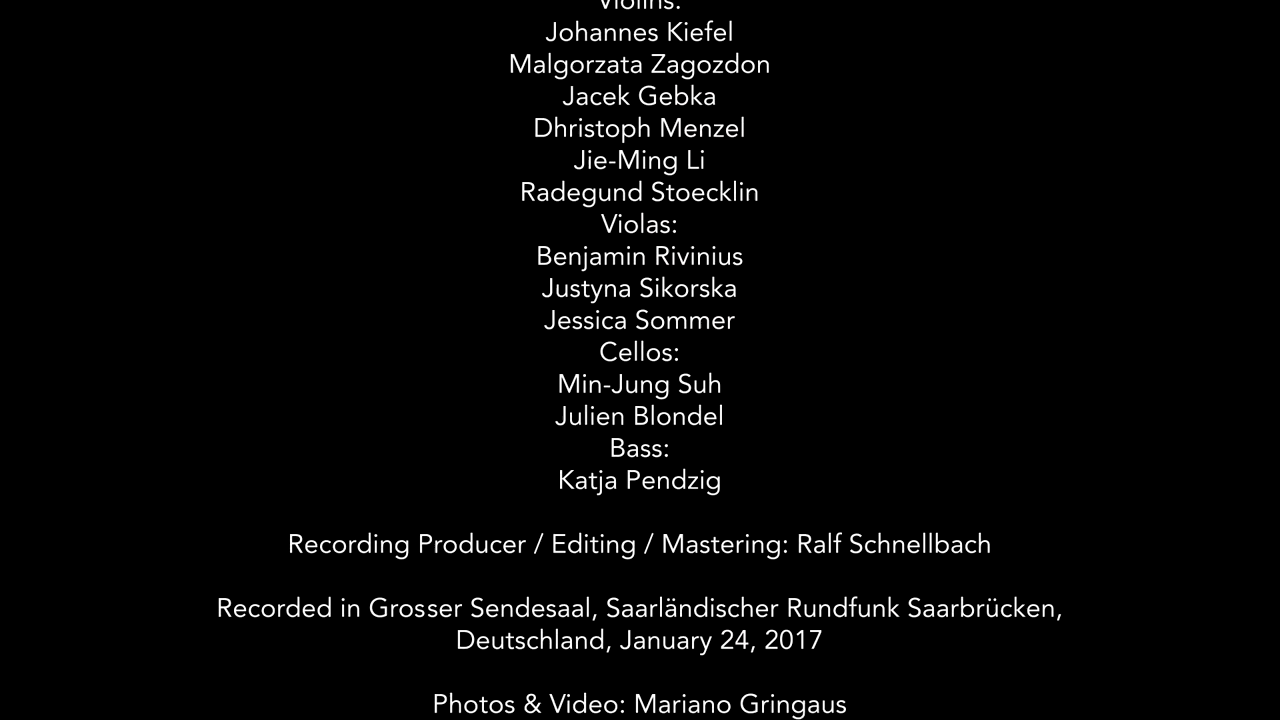 Violins:
Johannes Kiefel
Malgorzata Zagozdon
Jacek Gebka
Dhristoph Menzel
Jie-Ming Li
Radegund Stoecklin
Violas:
Benjamin Rivinius
Justyna Sikorska
Jessica Sommer
Cellos:
Min-Jung Suh
Julien Blondel
Bass:
Katja Pendzig
Recording Producer / Editing / Mastering: Ralf Schnellbach
Recorded in Grosser Sendesaal, Saarländischer Rundfunk Saarbrücken,
Deutschland, January 24, 2017
Photos & Video: Mariano Gringaus